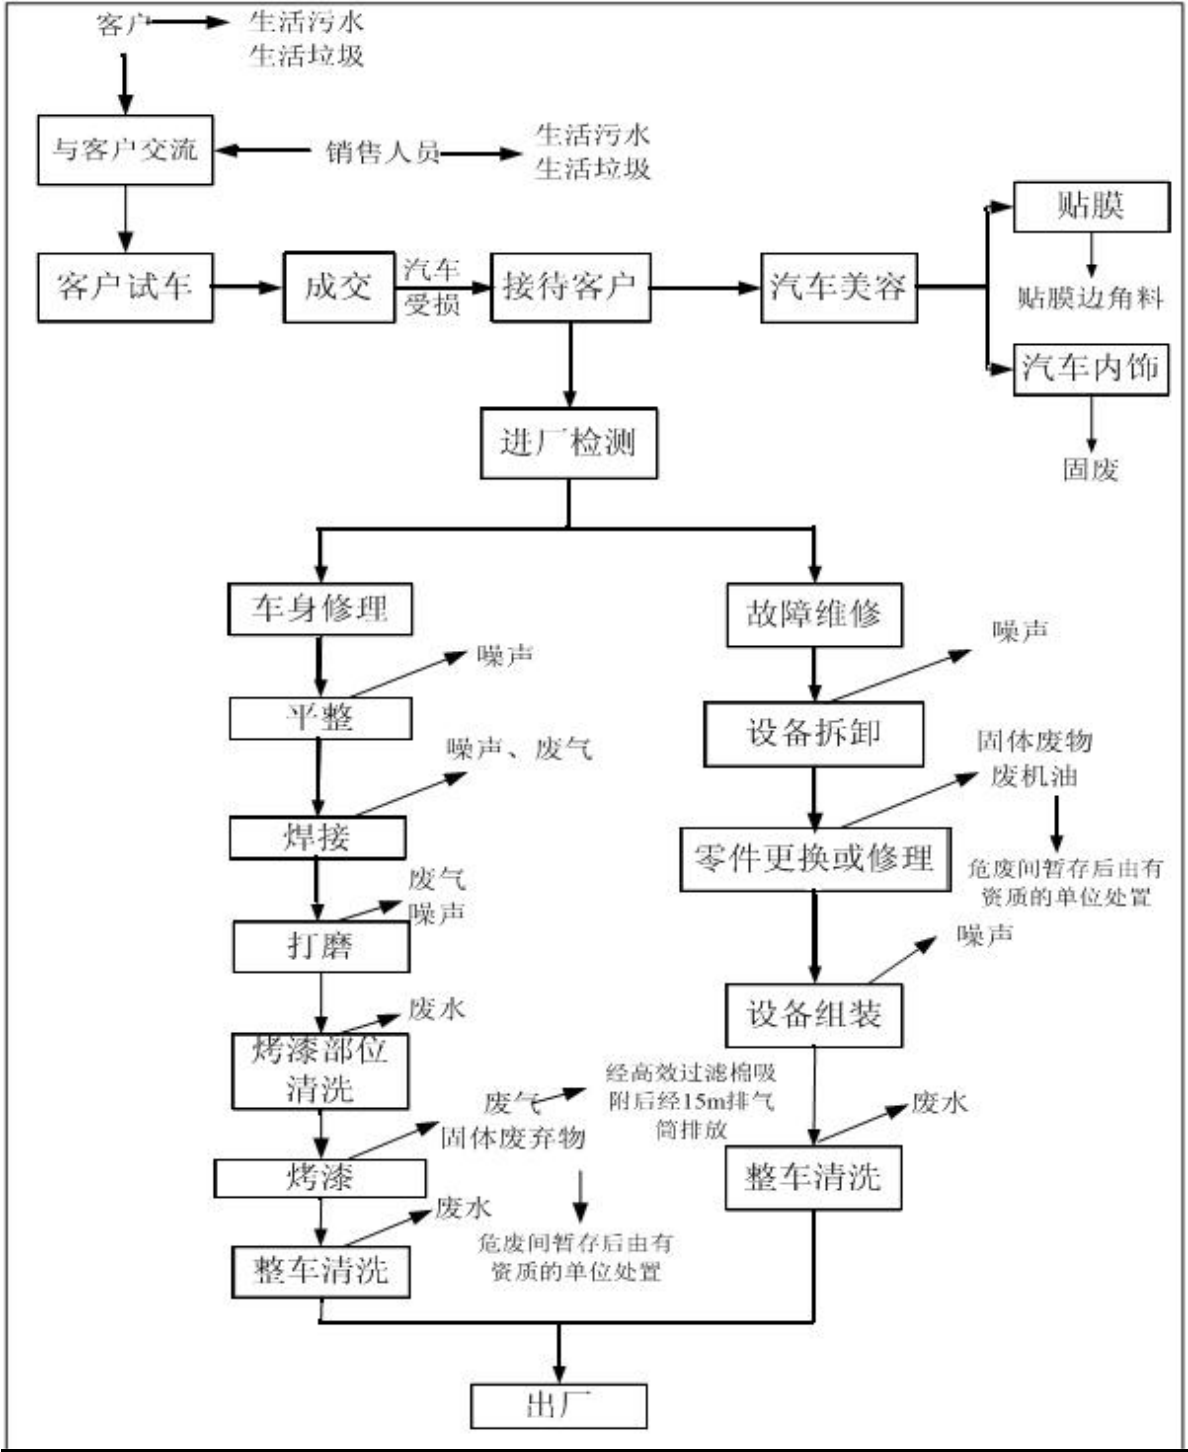 客户
生活污水
生活垃圾
与客户交流
销售人员
生活污水
生活垃圾
客户试车
成交
汽车
受损
接待客户
汽车美容
贴膜
贴膜边角料
汽车内饰
固废
进厂检测
车身修理
噪声
平整
噪声、废气
焊接
废气
噪声
打磨
废水
烤漆部位
清洗
废气
固体废弃物
经高效过滤棉吸
附后经15m排气
筒排放
烤漆
废水
危废间暂存后由有
资质的单位处置
整车清洗
故障维修
噪声
设备拆卸
固体废物
废机油
零件更换或修理
危废间暂存后由有
资质的单位处置
噪声
设备组装
废水
整车清洗
出厂